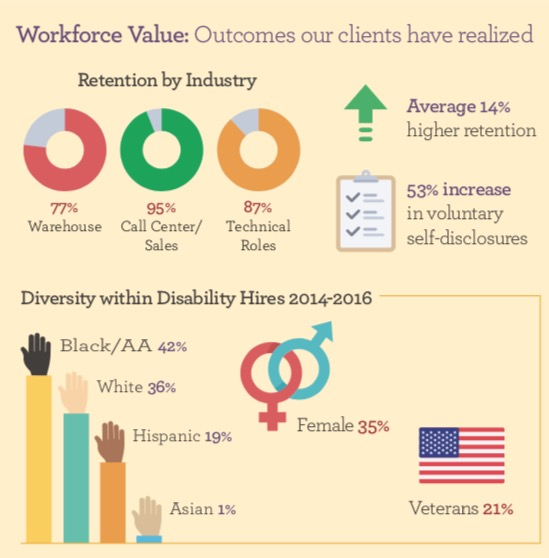 Workforce Value: Outcomes our clients have realized
Retention by Industry
77%
Warehouse
95%
Call Center/
Sales
87%
Technical
Roles
Average 14%
higher retention
53% increase
in voluntary
self-disclosures
Diversity within Disability Hires 2014-2016
Black/AA 42%
White 36%
Hispanic 19%
Asian 1%
Female 35%
Veterans 21%